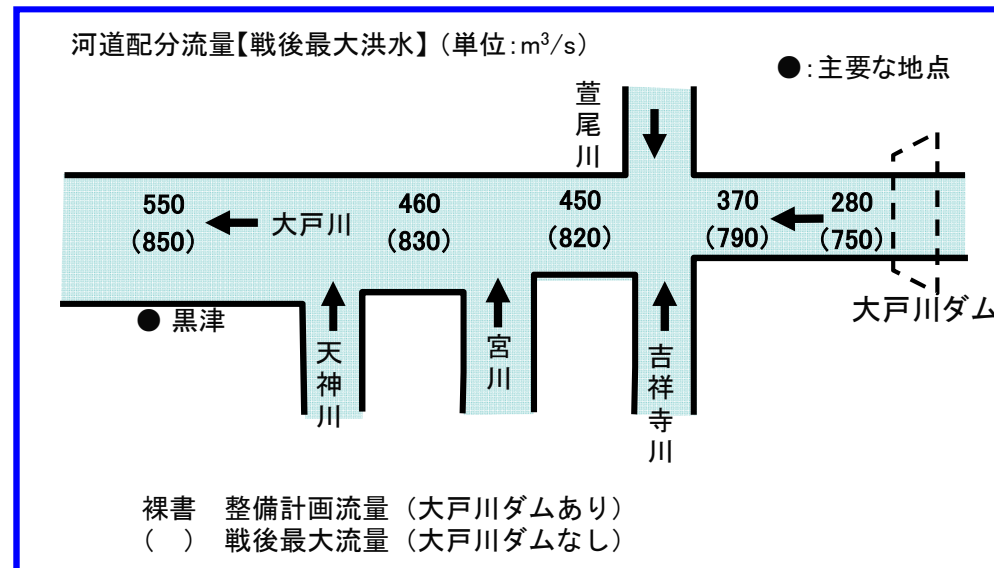 河道配分流量【戦後最大洪水】（単位:m³/s）
●:主要な地点
萱尾川
550
(850)
大戸川
460
(830)
450
(820)
370
(790)
280
(750)
大戸川ダム
● 黒津
天神川
宮川
吉祥寺川
裸書　整備計画流量（大戸川ダムあり）
（　）戦後最大流量（大戸川ダムなし）